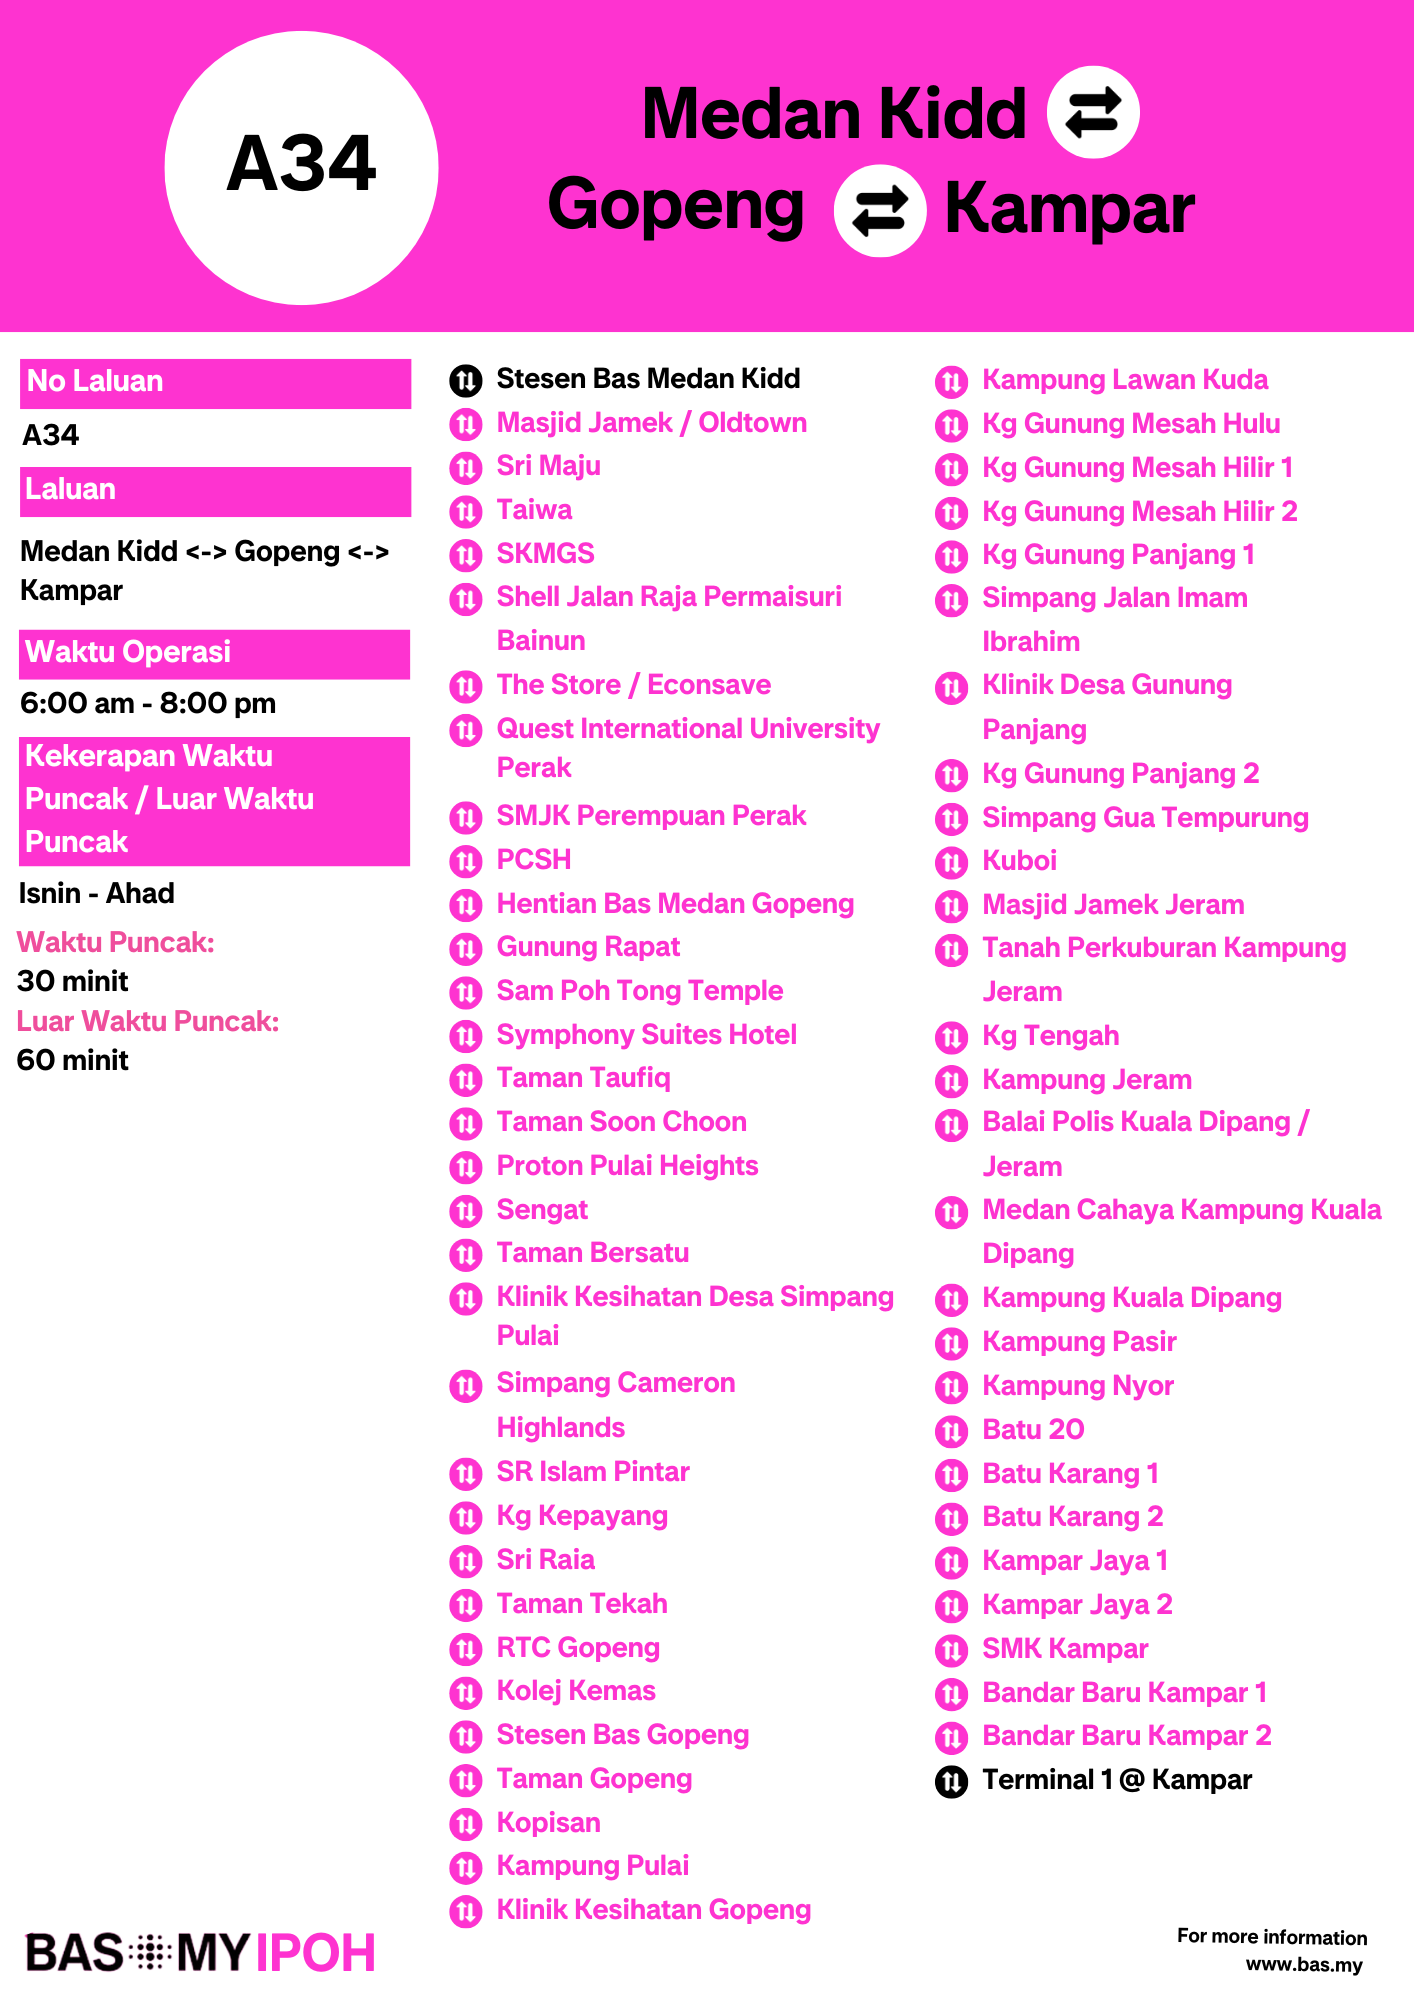 A34
Medan Kidd
Gopeng
Kampar
No Laluan
A34
Laluan
Medan Kidd <-> Gopeng <->
Kampar
Waktu Operasi
6:00 am - 8:00 pm
Kekerapan Waktu
Puncak / Luar Waktu
Puncak
Isnin - Ahad
Waktu Puncak:
30 minit
Luar Waktu Puncak:
60 minit
Stesen Bas Medan Kidd
Masjid Jamek / Oldtown
Sri Maju
Taiwa
SKMGS
Shell Jalan Raja Permaisuri
Bainun
The Store / Econsave
Quest International University
Perak
SMJK Perempuan Perak
PCSH
Hentian Bas Medan Gopeng
Gunung Rapat
Sam Poh Tong Temple
Symphony Suites Hotel
Taman Taufiq
Taman Soon Choon
Proton Pulai Heights
Sengat
Taman Bersatu
Klinik Kesihatan Desa Simpang
Pulai
Simpang Cameron
Highlands
SR Islam Pintar
Kg Kepayang
Sri Raia
Taman Tekah
RTC Gopeng
Kolej Kemas
Stesen Bas Gopeng
Taman Gopeng
Kopisan
Kampung Pulai
Klinik Kesihatan Gopeng
Kampung Lawan Kuda
Kg Gunung Mesah Hulu
Kg Gunung Mesah Hilir 1
Kg Gunung Mesah Hilir 2
Kg Gunung Panjang 1
Simpang Jalan Imam
Ibrahim
Klinik Desa Gunung
Panjang
Kg Gunung Panjang 2
Simpang Gua Tempurung
Kuboi
Masjid Jamek Jeram
Tanah Perkuburan Kampung
Jeram
Kg Tengah
Kampung Jeram
Balai Polis Kuala Dipang /
Jeram
Medan Cahaya Kampung Kuala
Dipang
Kampung Kuala Dipang
Kampung Pasir
Kampung Nyor
Batu 20
Batu Karang 1
Batu Karang 2
Kampar Jaya 1
Kampar Jaya 2
SMK Kampar
Bandar Baru Kampar 1
Bandar Baru Kampar 2
Terminal 1 @ Kampar
BAS MY IPOH
For more information
www.bas.my